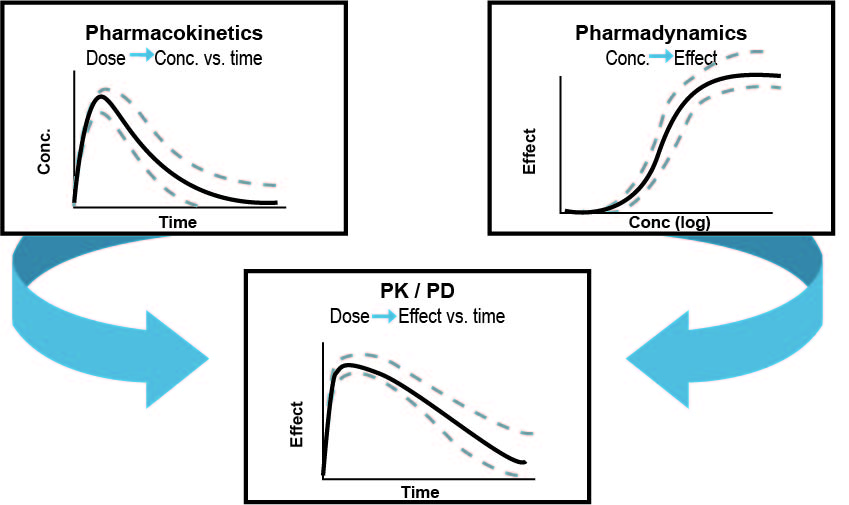 Pharmacokinetics
Dose Conc. vs. time
Conc.
Time
Pharmadynamics
Conc. Effect
Effect
Conc (log)
PK / PD
Dose Effect vs. time
Effect
Time